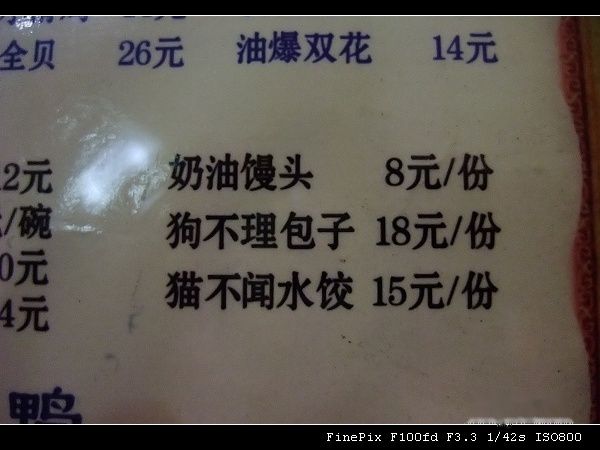 全贝 26元 油爆双花 14元
2元 奶油馒头 8元/份
/碗 狗不理包子 18元/份
0元 猫不闻水饺 15元/份
4元
鸭
FinePix F100fd F3.3 1/42s ISO800